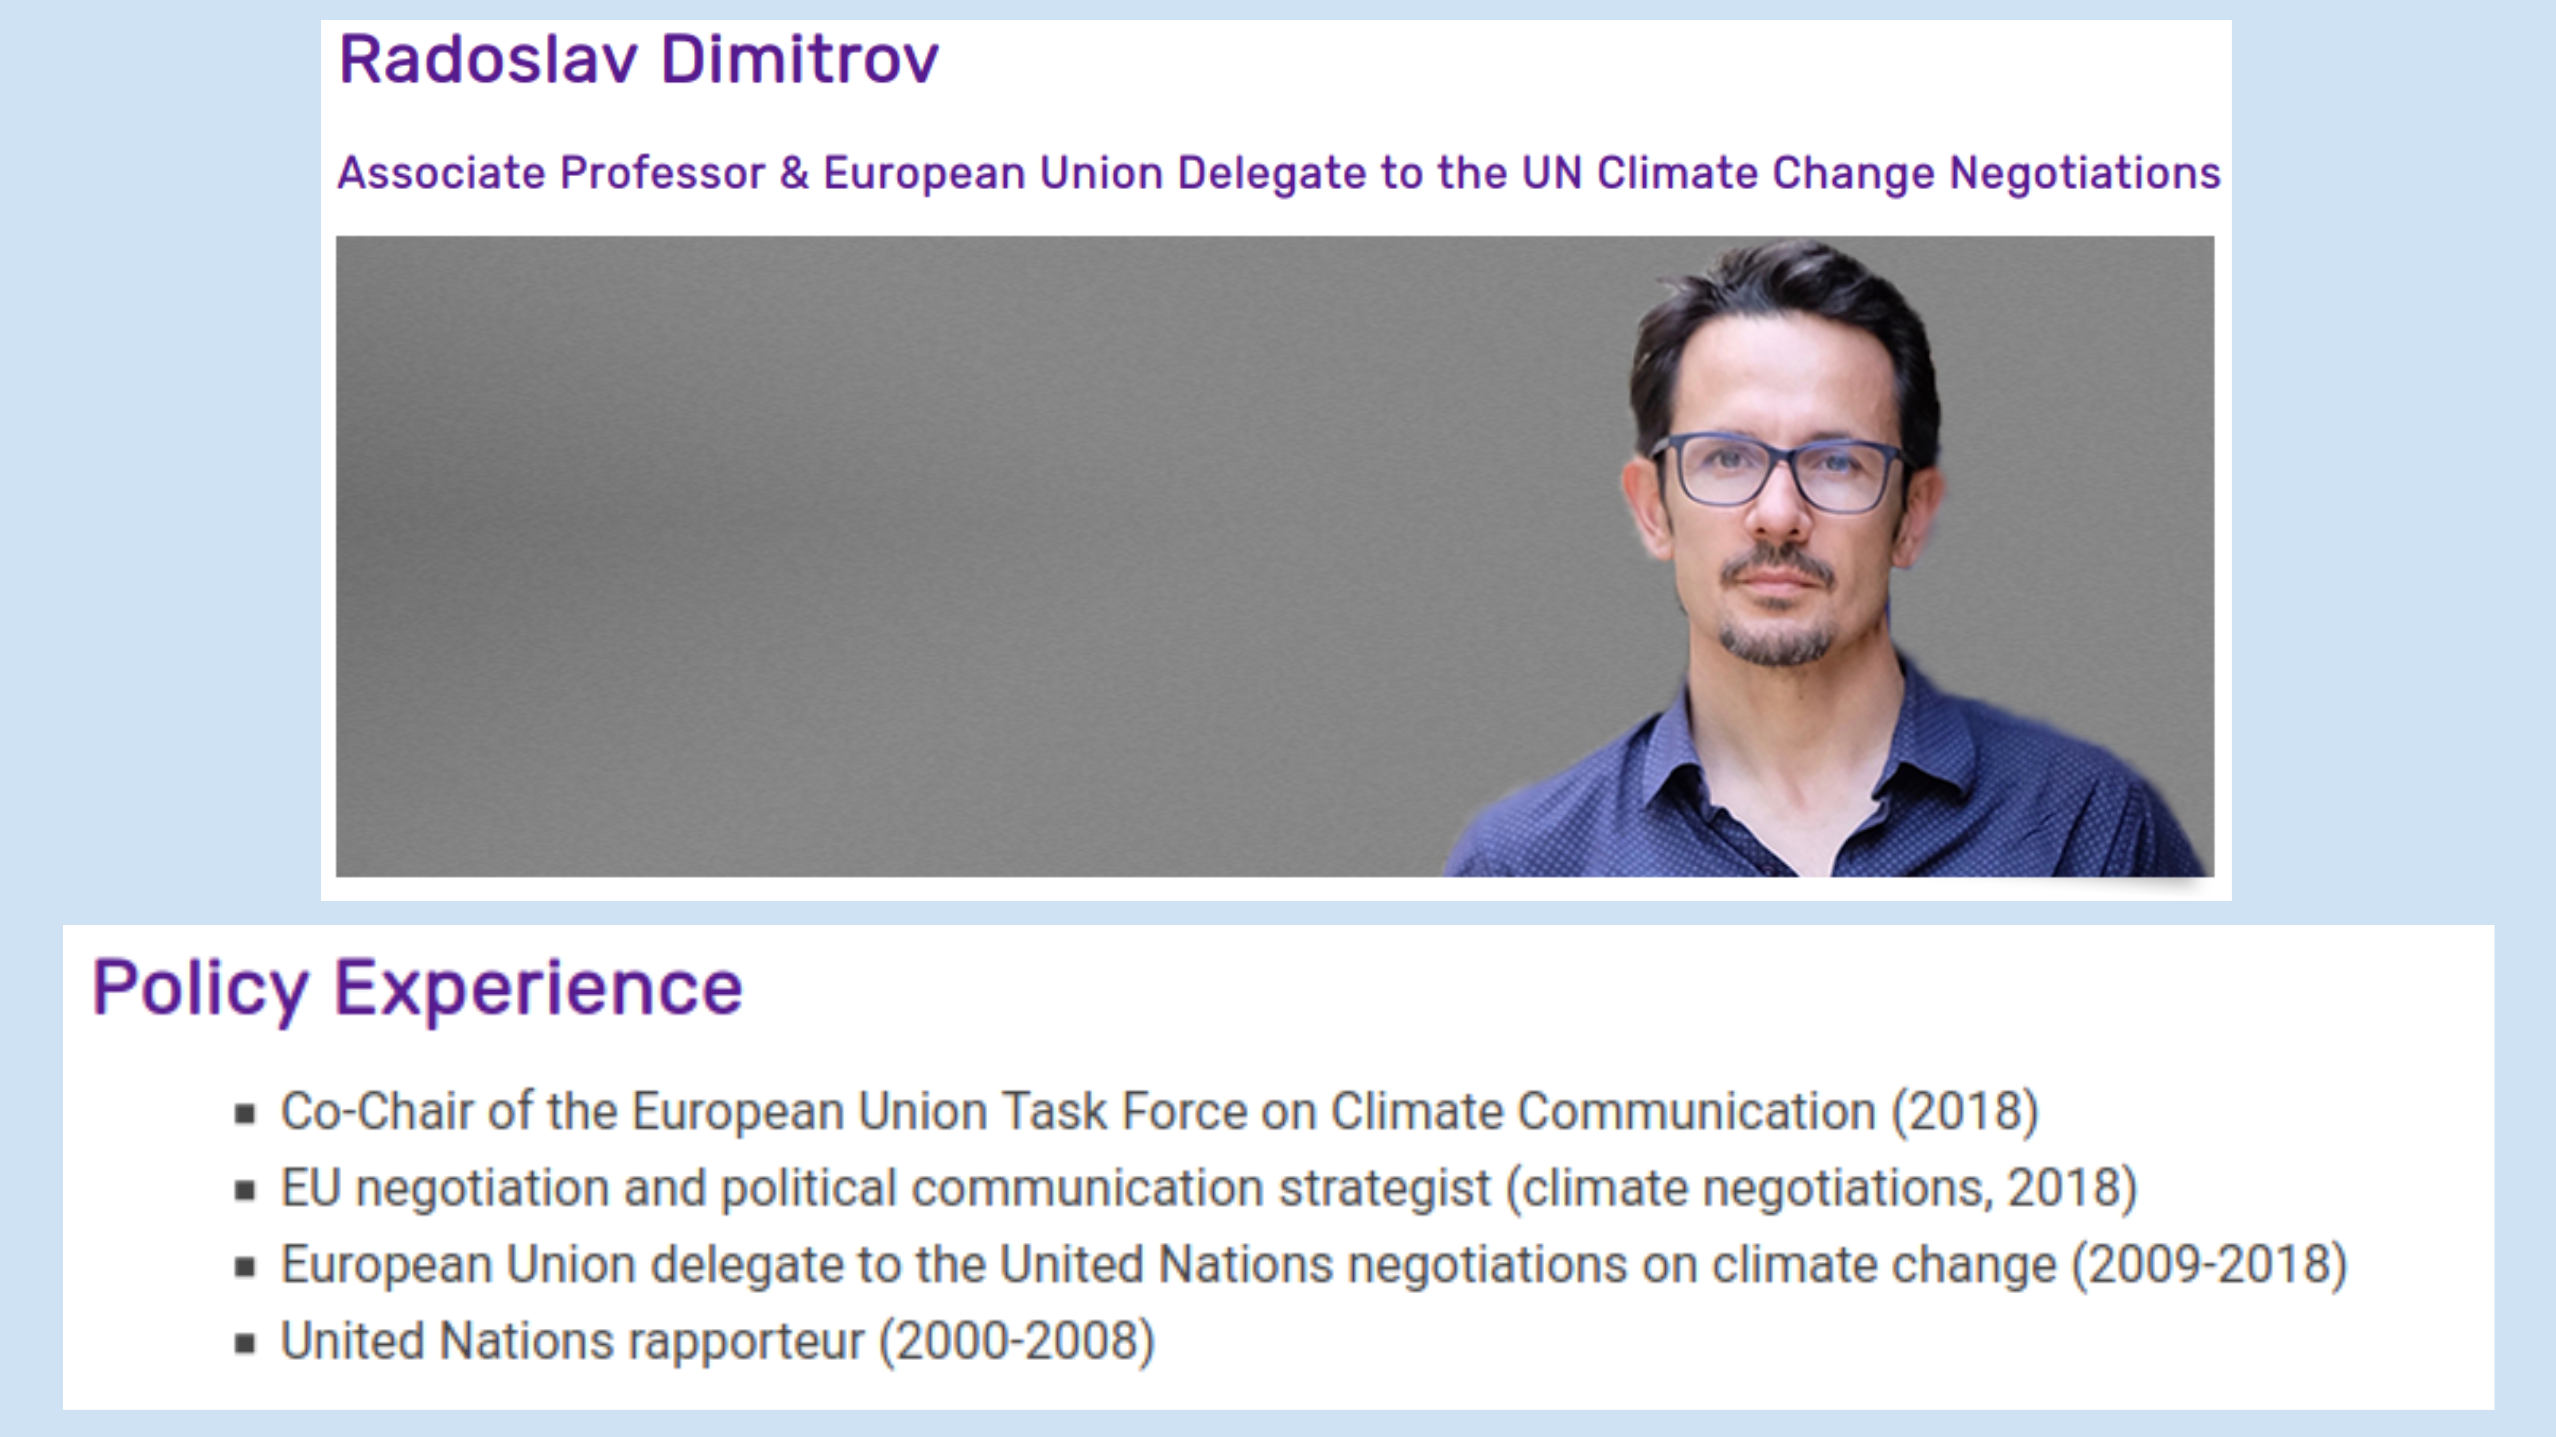 Radoslav Dimitrov
Associate Professor & European Union Delegate to the UN Climate Change Negotiations
Policy Experience
▪ Co-Chair of the European Union Task Force on Climate Communication (2018)
▪ EU negotiation and political communication strategist (climate negotiations, 2018)
▪ European Union delegate to the United Nations negotiations on climate change (2009-2018)
▪ United Nations rapporteur (2000-2008)